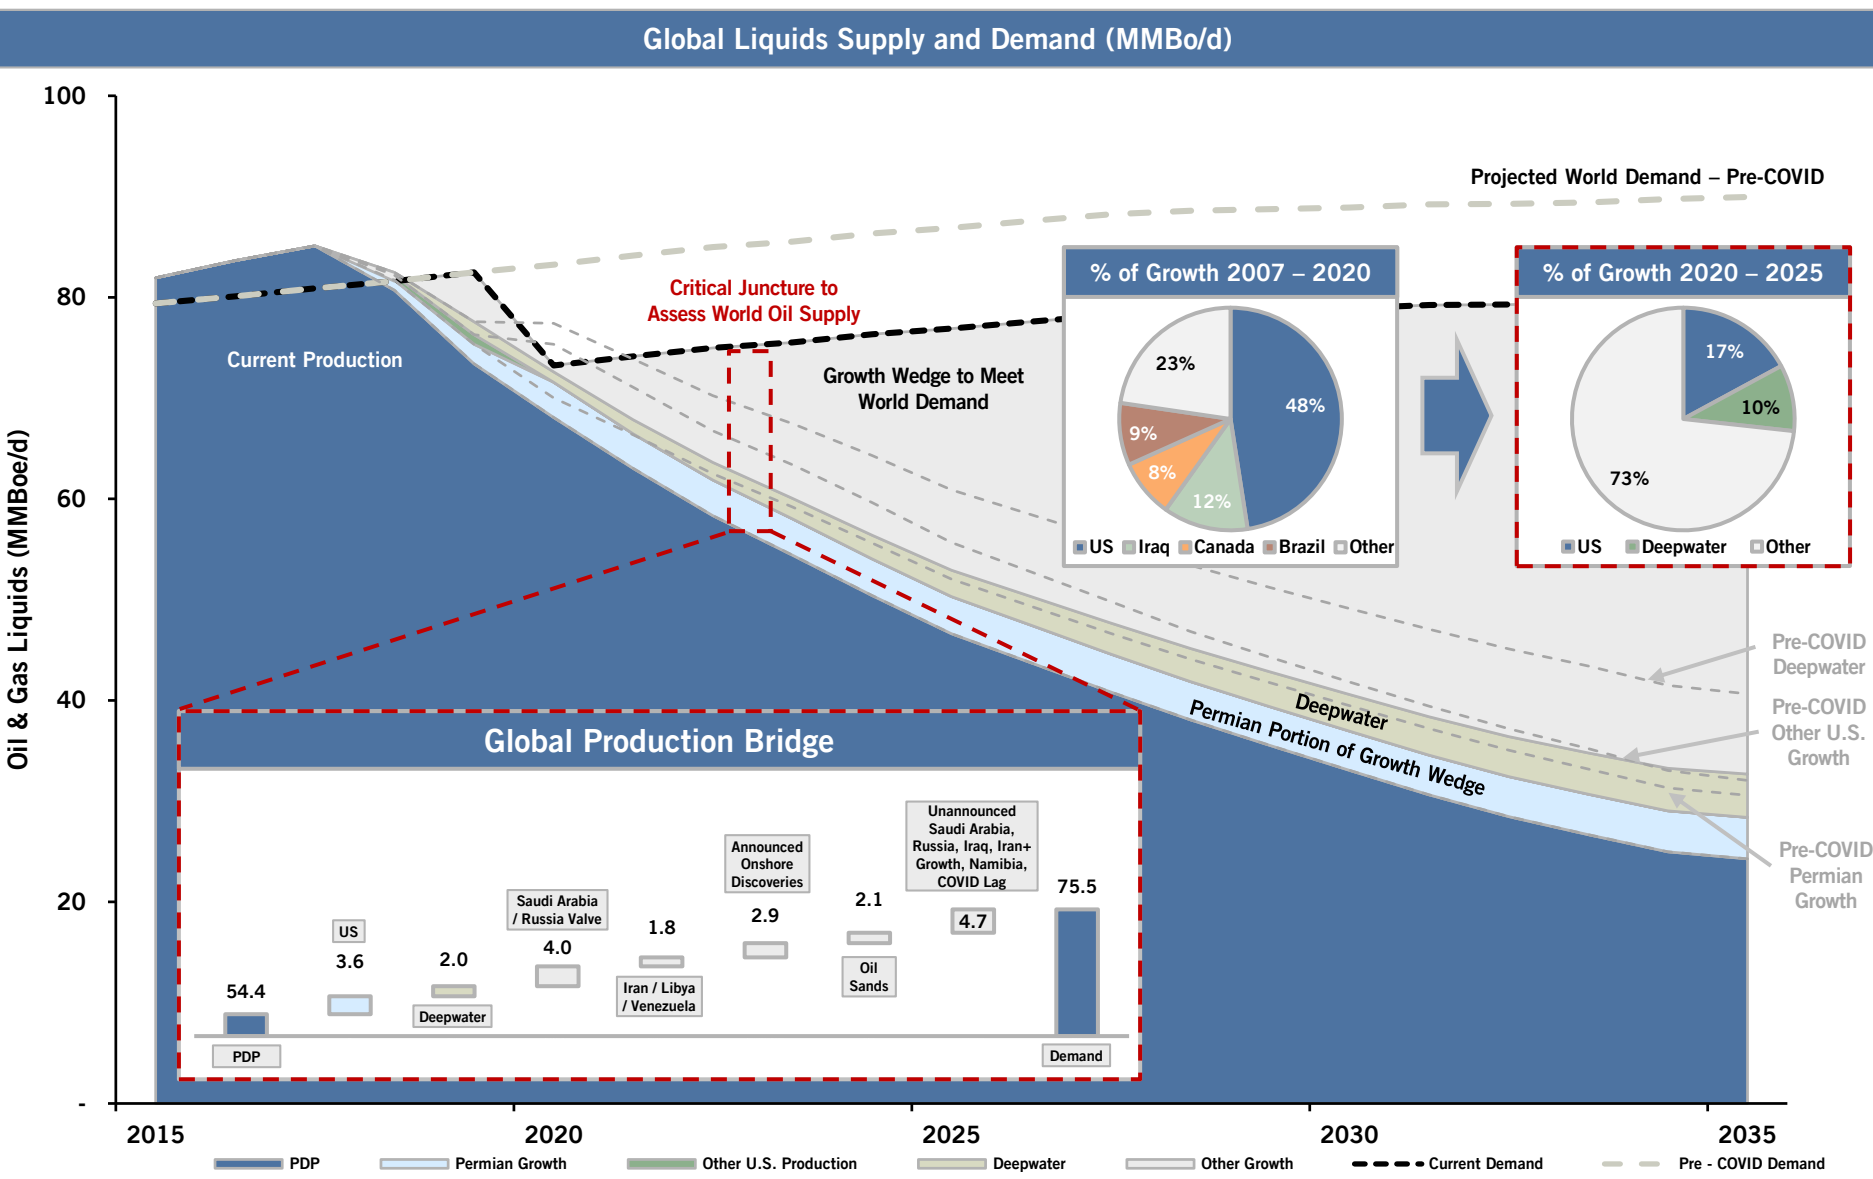 Global Liquids Supply and Demand (MMBo/d)
Oil & Gas Liquids (MMBoe/d)
100
80
60
40
20
-
2015
2020
2025
2030
2035
Projected World Demand – Pre-COVID
Critical Juncture to
Assess World Oil Supply
Current Production
Growth Wedge to Meet
World Demand
% of Growth 2007 – 2020
48%
12%
8%
9%
23%
US
Iraq
Canada
Brazil
Other
% of Growth 2020 – 2025
17%
10%
73%
US
Deepwater
Other
Pre-COVID
Deepwater
Pre-COVID
Other U.S.
Growth
Pre-COVID
Permian
Growth
Deepwater
Permian Portion of Growth Wedge
Global Production Bridge
54.4
PDP
US
3.6
2.0
Deepwater
Saudi Arabia
/ Russia Valve
4.0
1.8
Iran / Libya
/ Venezuela
Announced
Onshore
Discoveries
2.9
2.1
Oil
Sands
Unannounced
Saudi Arabia,
Russia, Iraq, Iran+
Growth, Namibia,
COVID Lag
4.7
75.5
Demand
PDP
Permian Growth
Other U.S. Production
Deepwater
Other Growth
Current Demand
Pre - COVID Demand